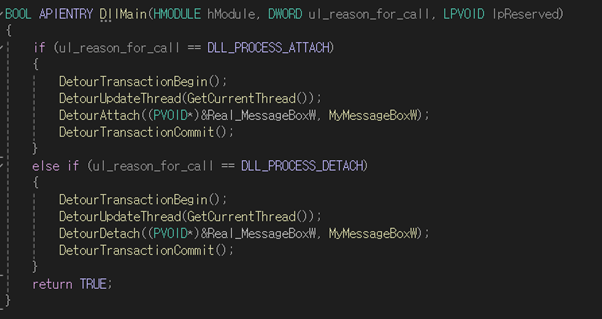 BOOL APIENTRY DllMain(HMODULE hModule, DWORD ul_reason_for_call, LPVOID lpReserved)
{
if (ul_reason_for_call == DLL_PROCESS_ATTACH)
{
DetourTransactionBegin();
DetourUpdateThread(GetCurrentThread());
DetourAttach((PVOID*)&Real_MessageBoxW, MyMessageBoxW);
DetourTransactionCommit();
}
else if (ul_reason_for_call == DLL_PROCESS_DETACH)
{
DetourTransactionBegin();
DetourUpdateThread(GetCurrentThread());
DetourDetach((PVOID*)&Real_MessageBoxW, MyMessageBoxW);
DetourTransactionCommit();
}
return TRUE;
}